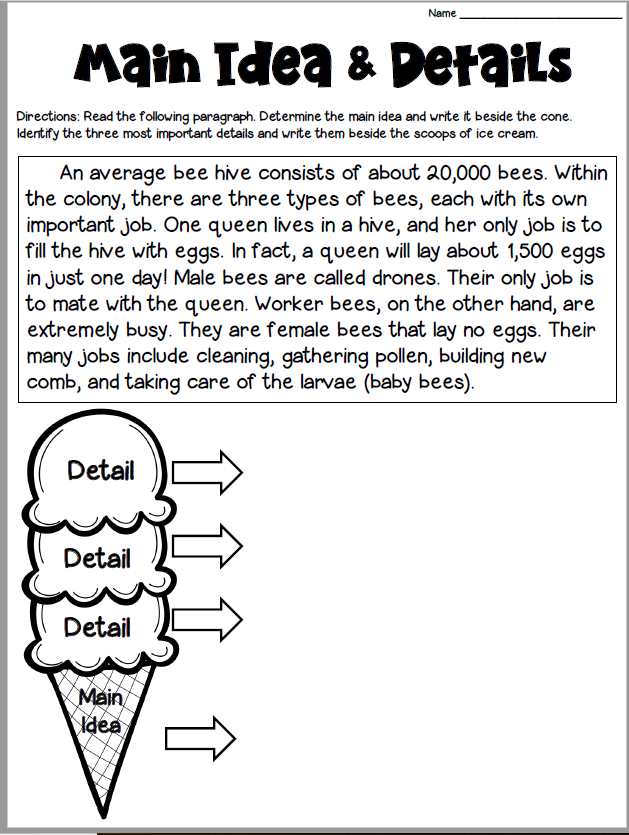 Name
Main Idea & Details
Directions: Read the following paragraph. Determine the main idea and write it beside the cone.
Identify the three most important details and write them beside the scoops of ice cream.
An average bee hive consists of about 20,000 bees. Within
the colony, there are three types of bees, each with its own
important job. One queen lives in a hive, and her only job is to
fill the hive with eggs. In fact, a queen will lay about 1,500 eggs
in just one day! Male bees are called drones. Their only job is
to mate with the queen. Worker bees, on the other hand, are
extremely busy. They are female bees that lay no eggs. Their
many jobs include cleaning, gathering pollen, building new
comb, and taking care of the larvae (baby bees).
Detail
Detail
Detail
Main
Idea